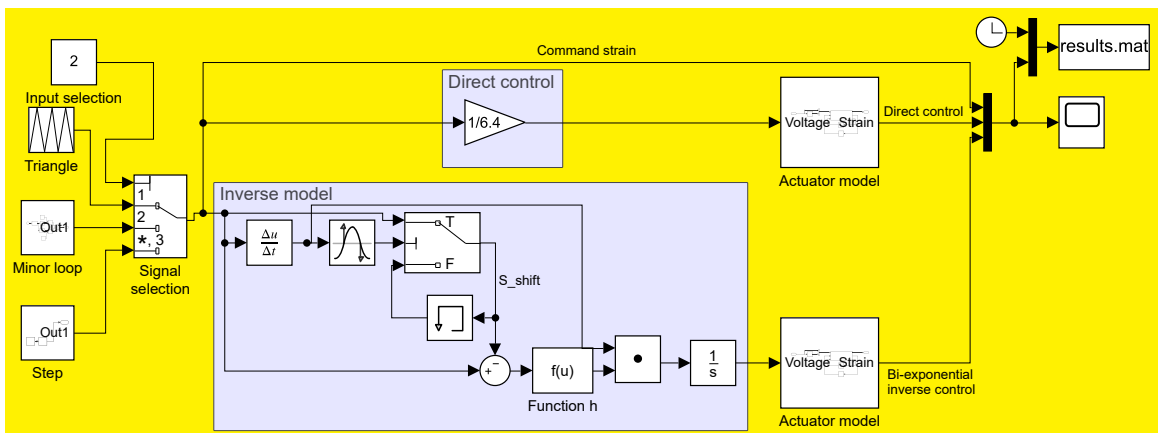 2
Input selection
Triangle
Out1
Minor loop
Out1
Step
1
2
*, 3
Signal
selection
Command strain
Direct control
1/6.4
Inverse model
Δu
Δt
T
F
S_shift
+
−
f(u)
Function h
1
s
Voltage Strain
Actuator model
Direct control
Voltage Strain
Actuator model
Bi-exponential
inverse control
results.mat